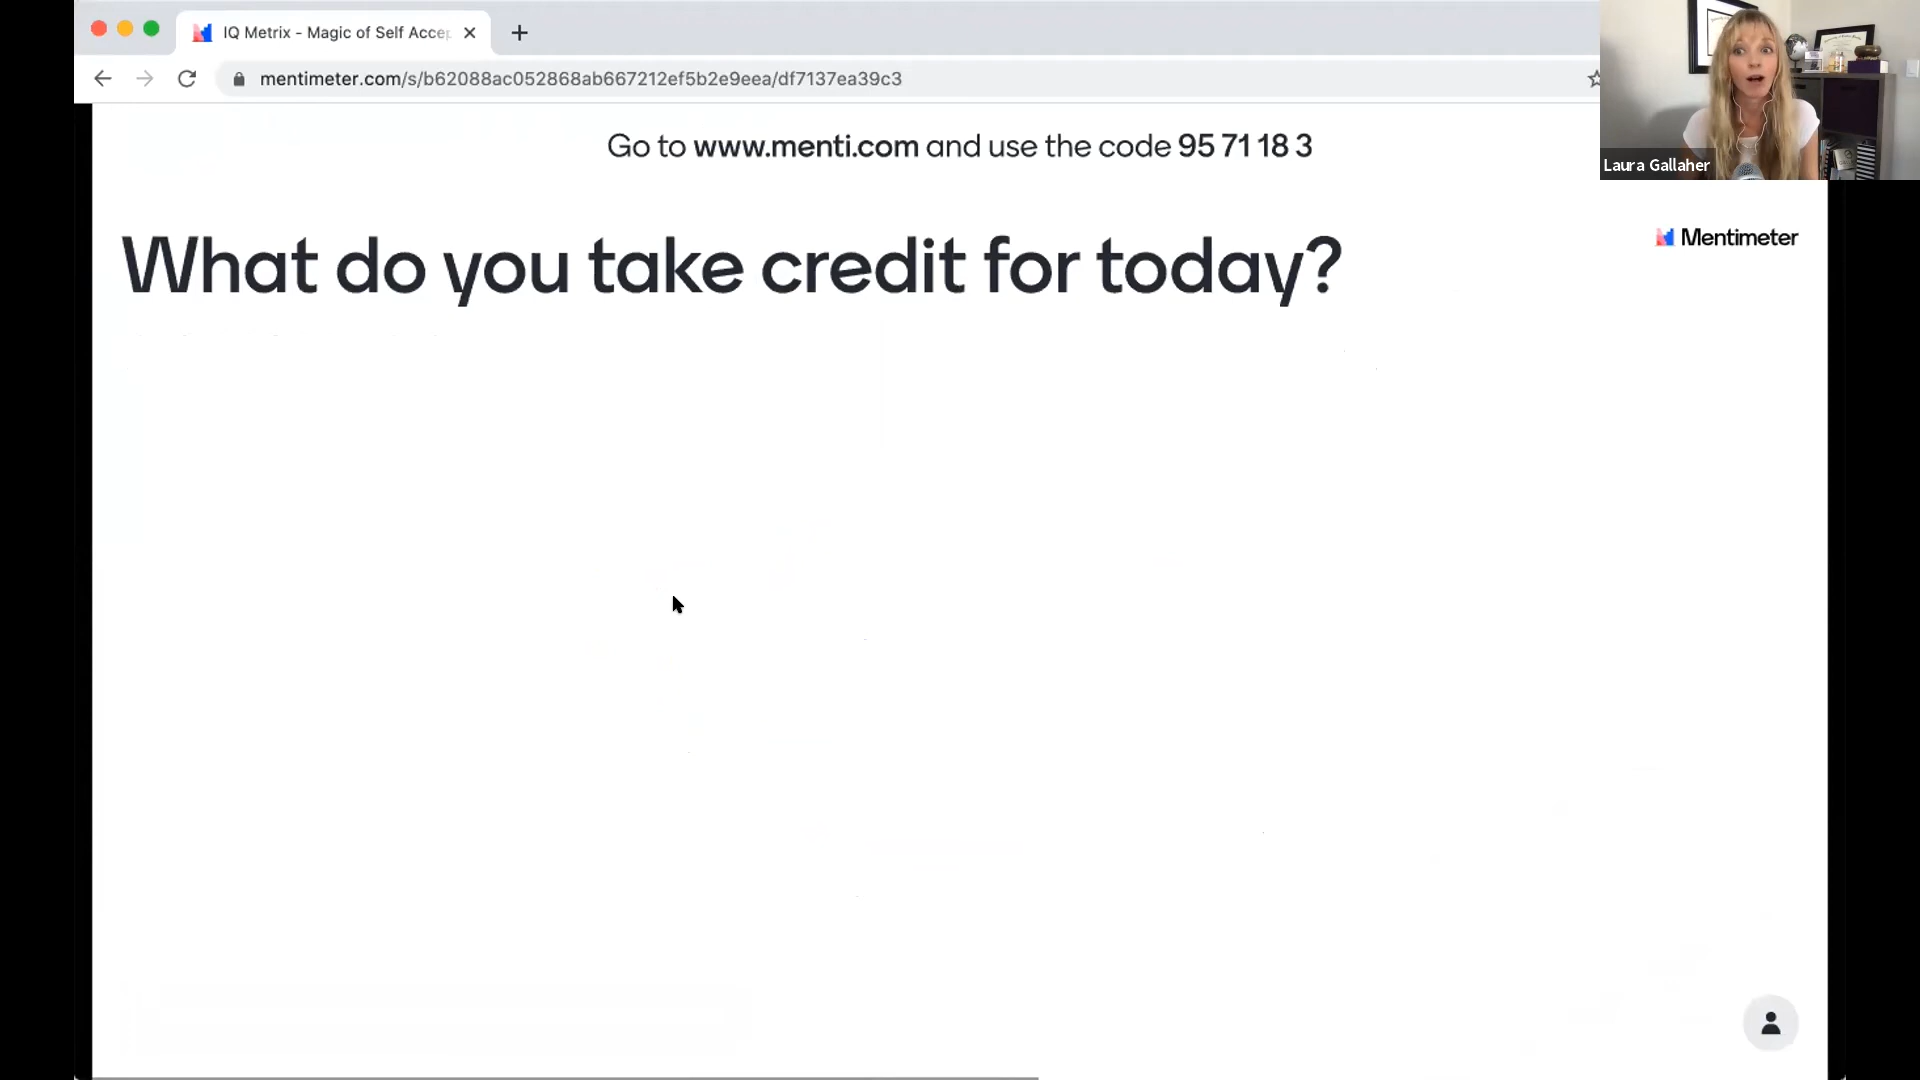 IQ Metrix - Magic of Self Accep
mentimeter.com/s/b62088ac052868ab667212ef5b2e9eea/df7137ea39c3
Go to www.menti.com and use the code 95 71 18 3
Laura Gallaher
What do you take credit for today?
Mentimeter